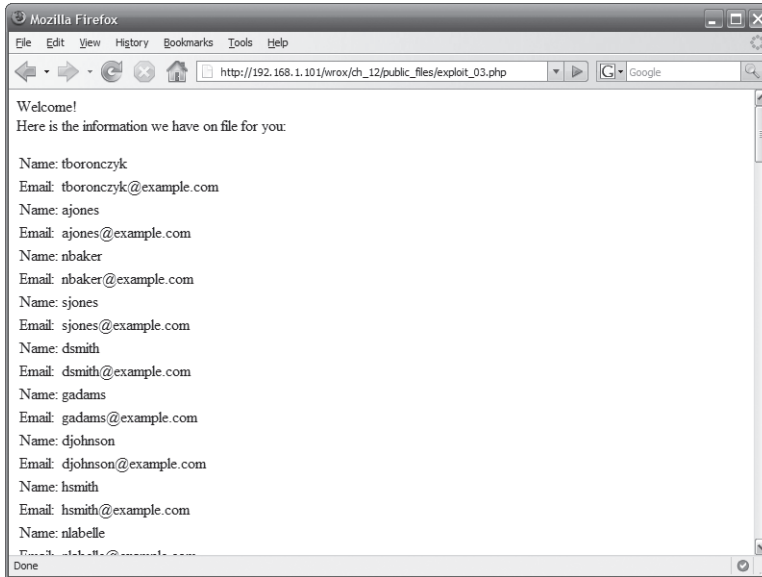 Mozilla Firefox
File Edit View History Bookmarks Tools Help
http://192.168.1.101/wrox/ch_12/public_files/exploit_03.php G Google
Welcome!
Here is the information we have on file for you:
Name: tboronczyk
Email: tboronczyk@example.com
Name: ajones
Email: ajones@example.com
Name: nbaker
Email: nbaker@example.com
Name: sjones
Email: sjones@example.com
Name: dsmith
Email: dsmith@example.com
Name: gadams
Email: gadams@example.com
Name: djohnson
Email: djohnson@example.com
Name: hsmith
Email: hsmith@example.com
Name: nlabelle
Done